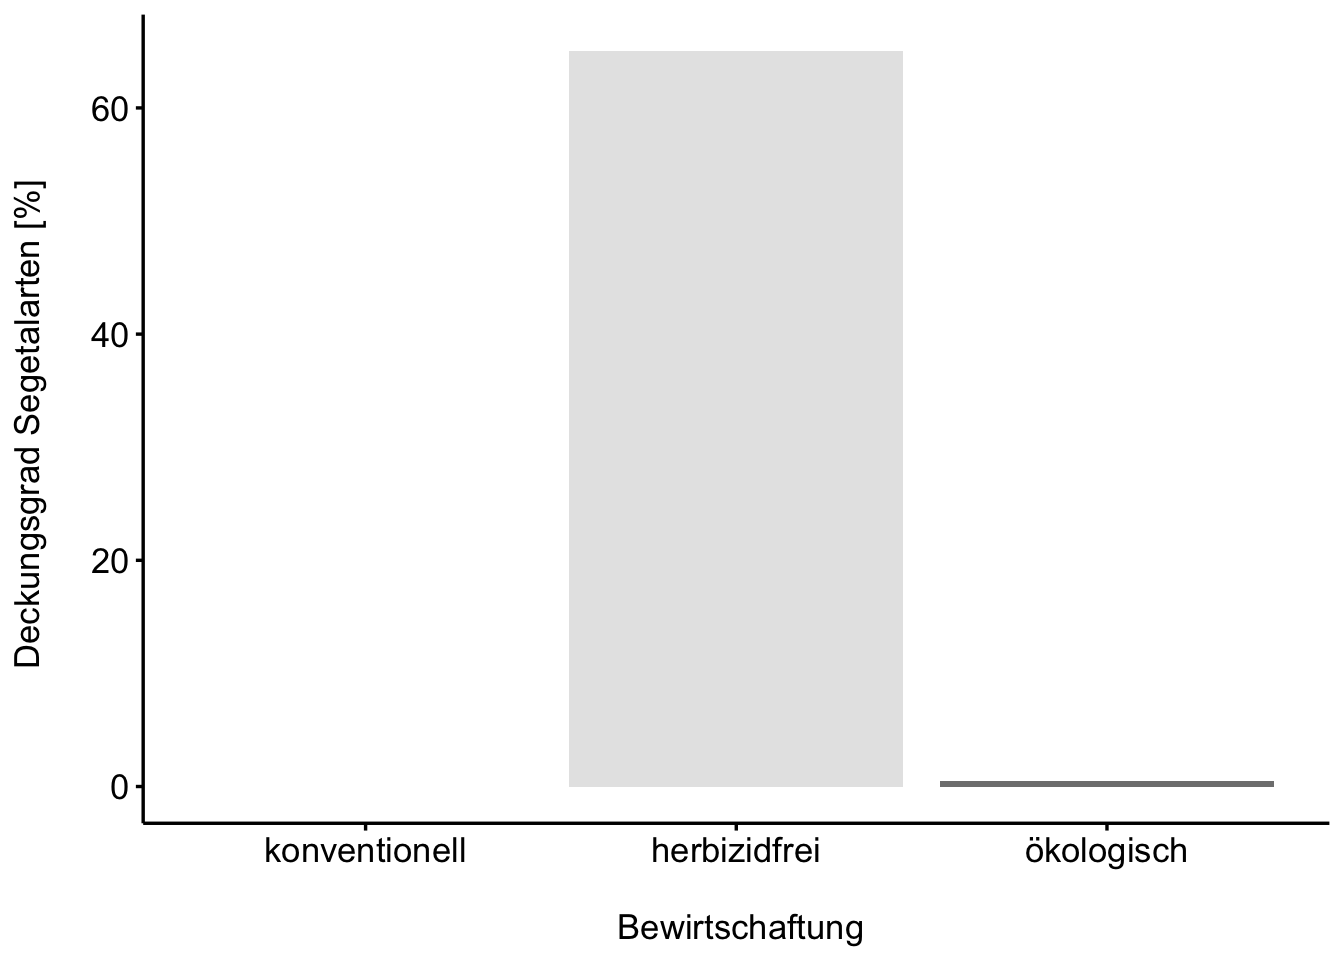 Deckungsgrad Segetalarten [%]
60
40
20
0
konventionell herbizidfrei ökologisch
Bewirtschaftung